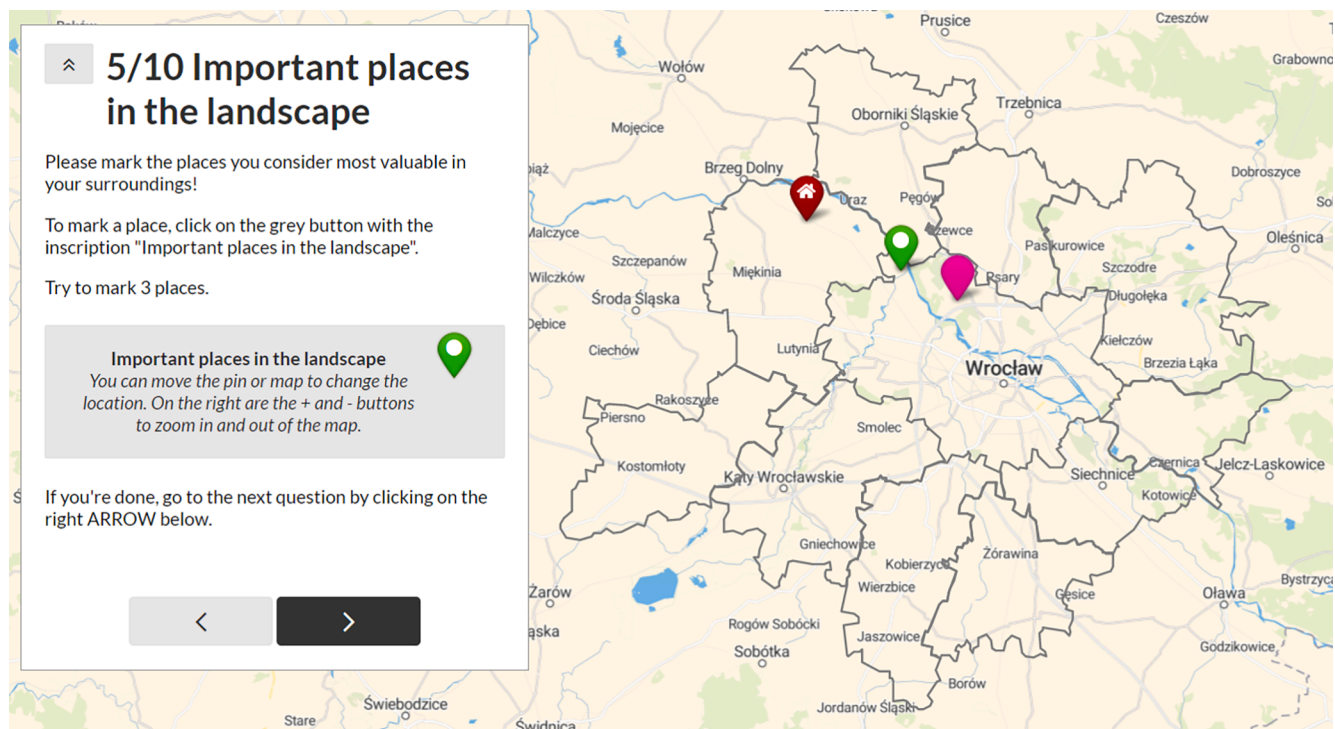 5/10 Important places
in the landscape
Please mark the places you consider most valuable in
your surroundings!
To mark a place, click on the grey button with the
inscription "Important places in the landscape".
Try to mark 3 places.
Important places in the landscape
You can move the pin or map to change the
location. On the right are the + and - buttons
to zoom in and out of the map.
If you're done, go to the next question by clicking on the
right ARROW below.
Prusice
Czeszów
Wołów
Grabowno
Trzebnica
Oborniki Śląskie
Mojęcice
Brzeg Dolny
Dobroszyce
Uraz
Pęgów
Malczyce
Pasikurowice
Oleśnica
Szczepanów
Miękinia
Szczodre
Wilczków
Psary
Środa Śląska
Długołęka
Ciechów
Lutynia
Kiełczów
Brzezia Łąka
Wrocław
Rakoszyce
Piersno
Smolec
Kostomłoty
Kąty Wrocławskie
Siechnice
Czernica
Jelcz-Laskowice
Kotowice
Gniechowice
Żórawina
Kobierzyce
Wierzbice
Gęsice
Żarów
Oława
Rogów Sobócki
Jaszowice
Sobótka
Godzikowice
Borów
Świebodzice
Jordanów Śląski
Stare
Świdnica